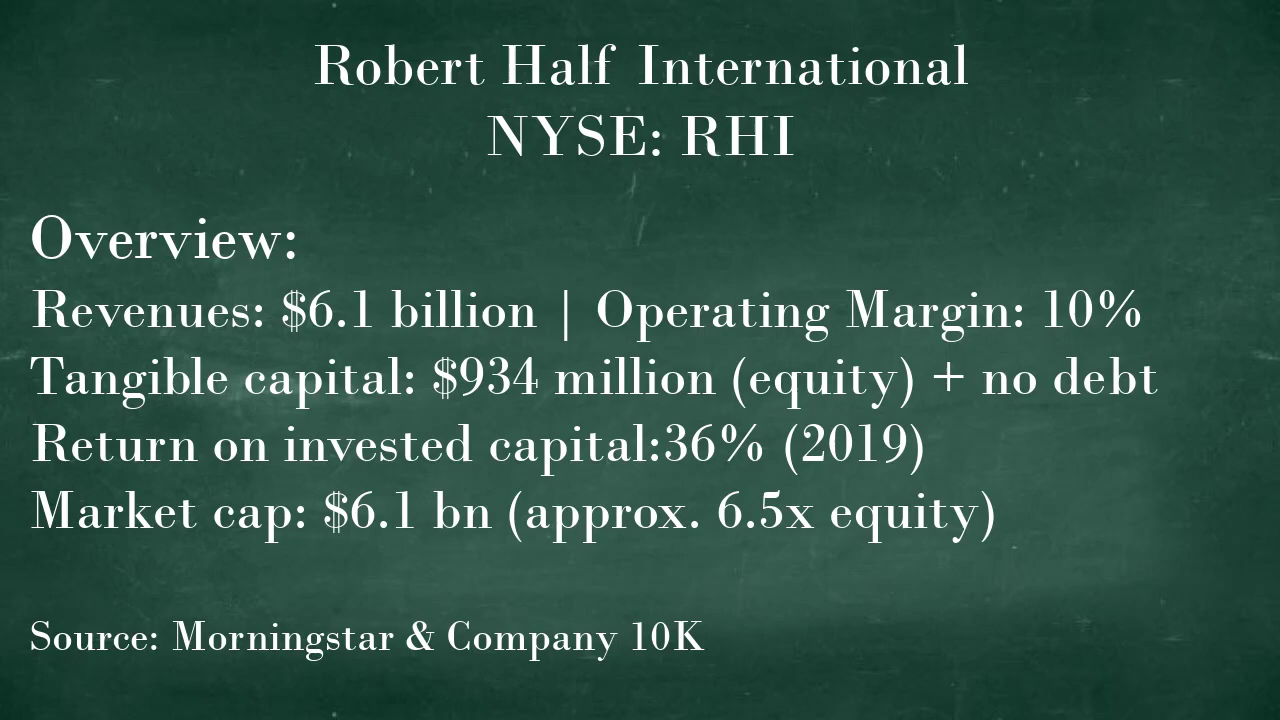 Robert Half International
NYSE: RHI
Overview:
Revenues: $6.1 billion | Operating Margin: 10%
Tangible capital: $934 million (equity) + no debt
Return on invested capital:36% (2019)
Market cap: $6.1 bn (approx. 6.5x equity)
Source: Morningstar & Company 10K